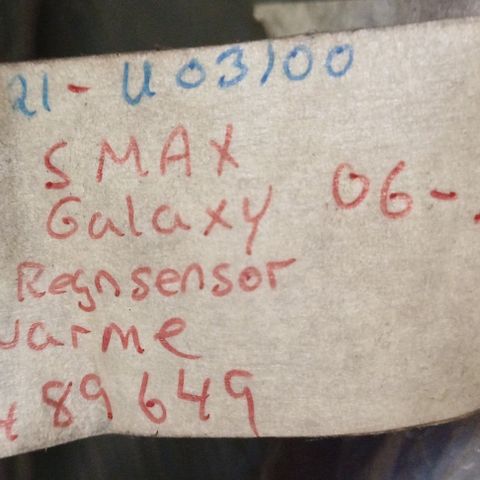 21-U03100
SMAX
Galaxy 06-
Regnsensor
varme
89649